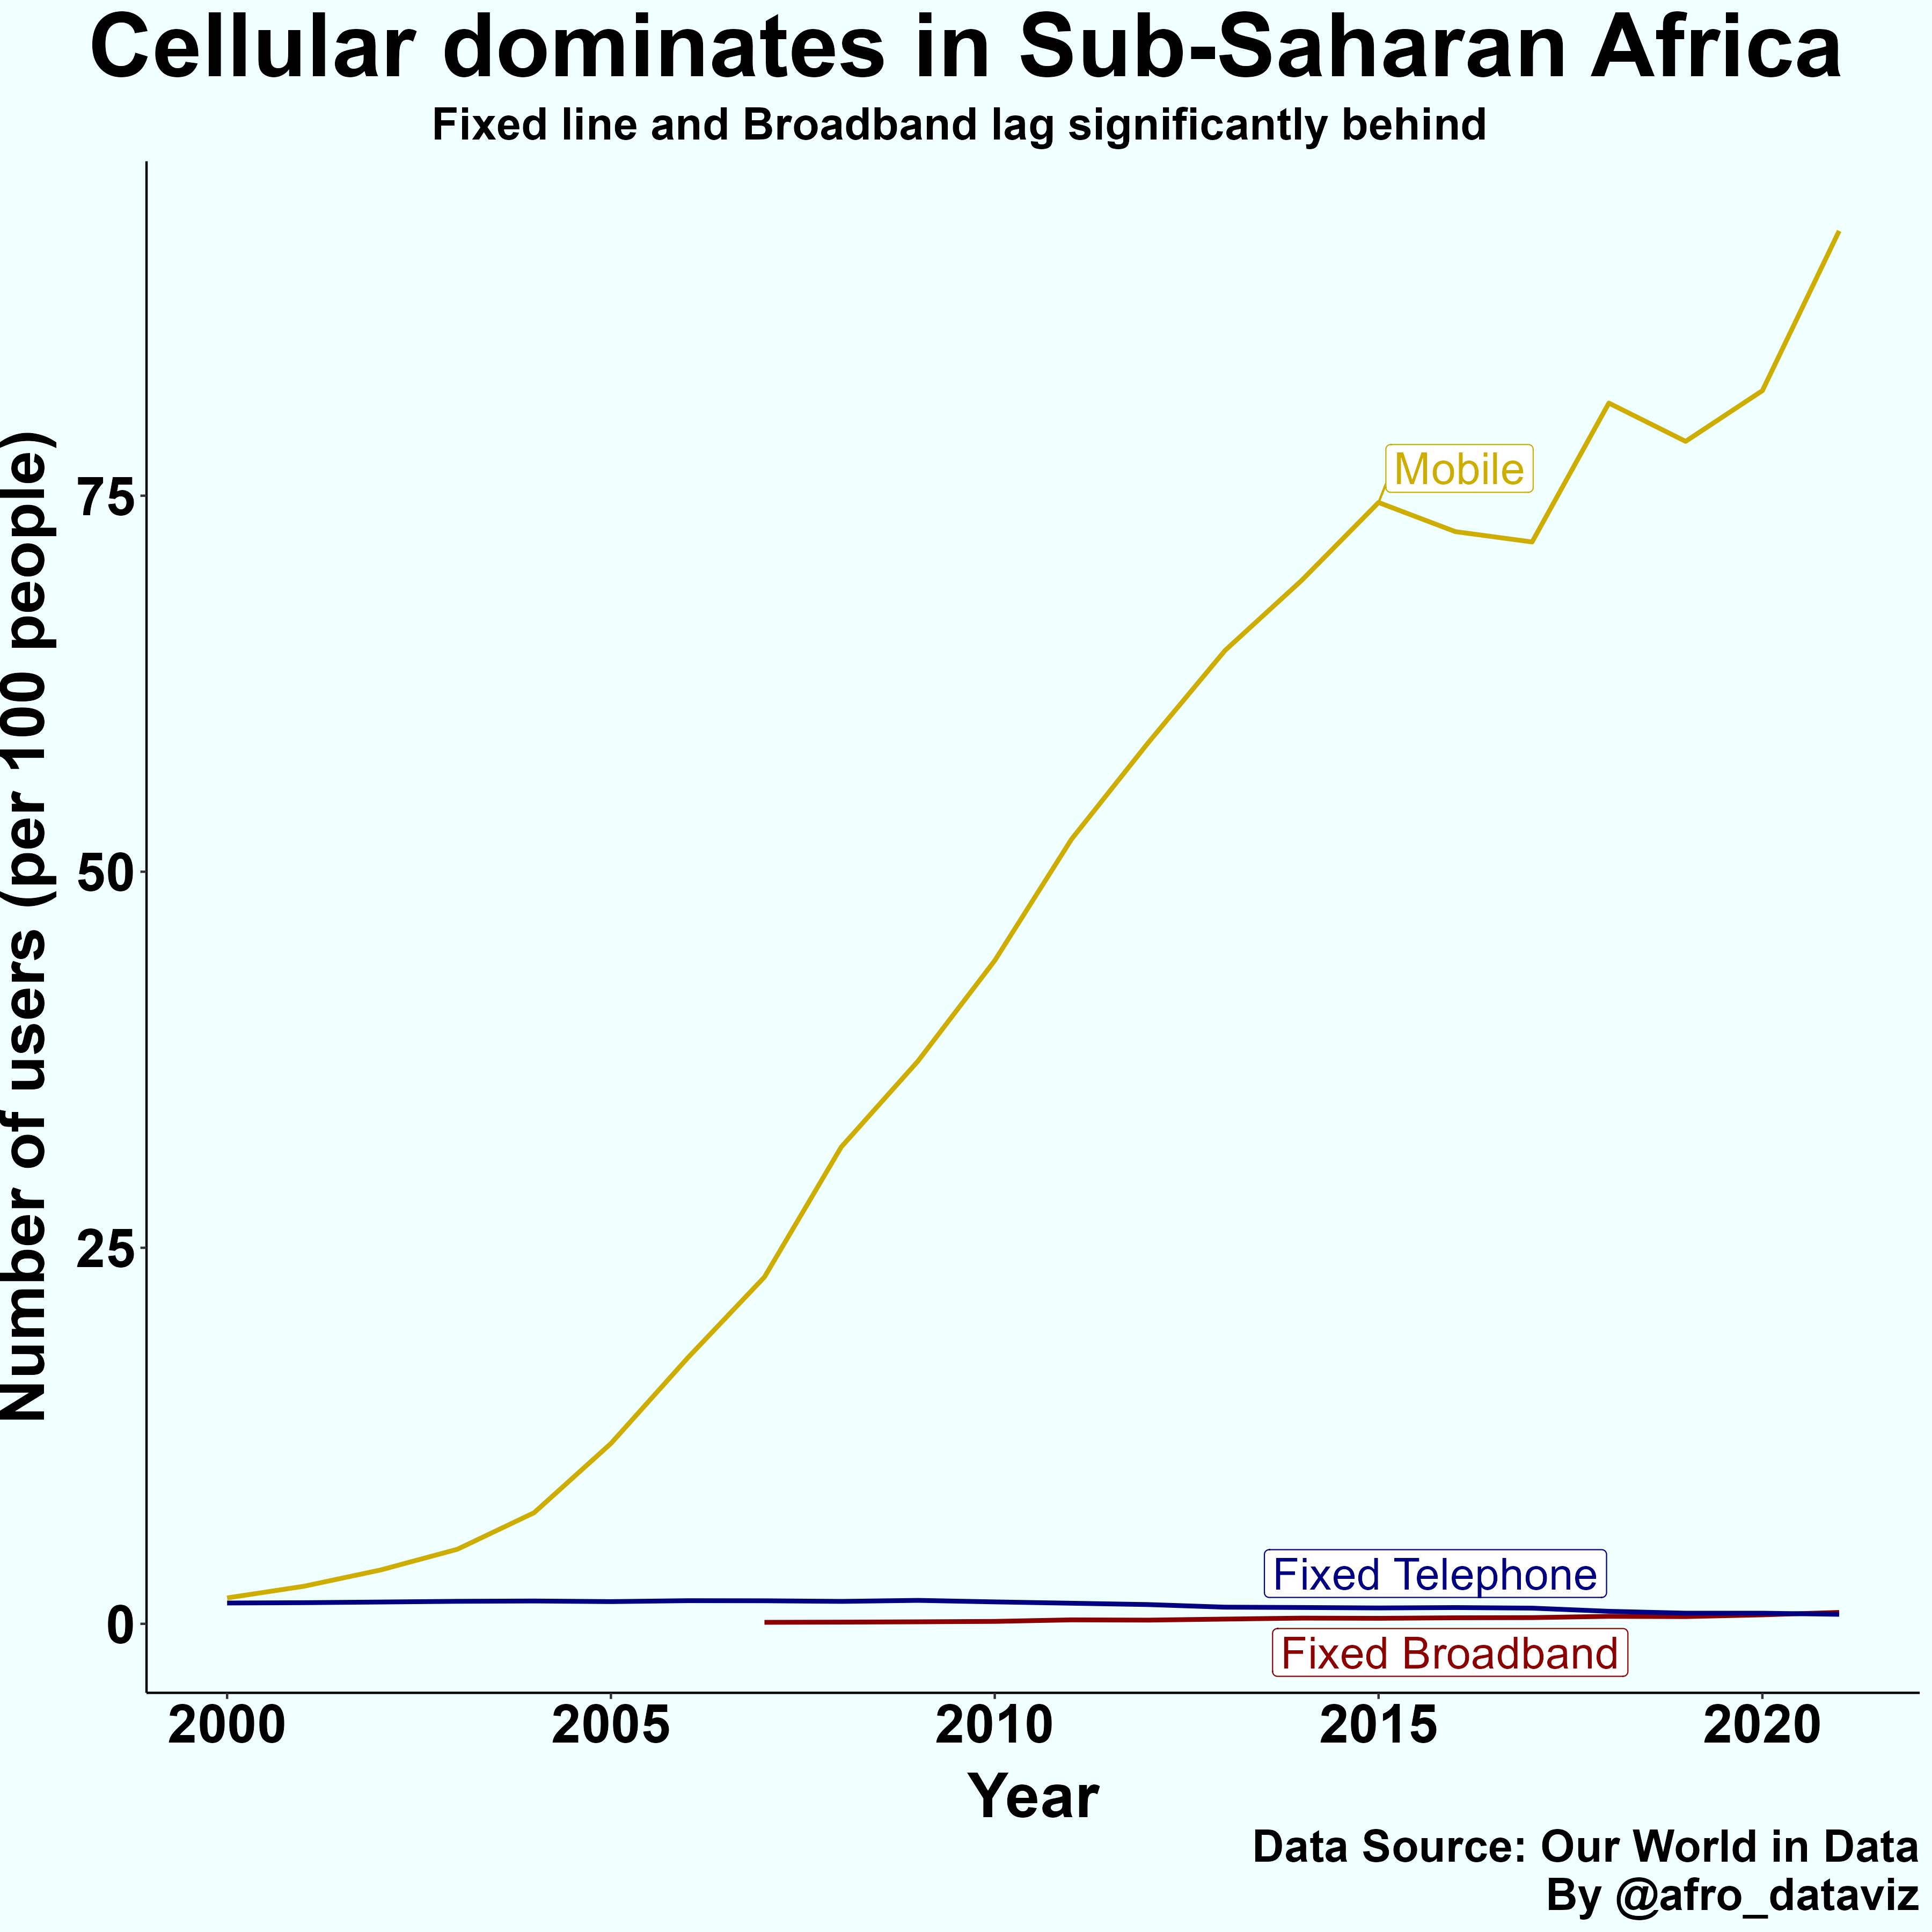 Cellular dominates in Sub-Saharan Africa
Fixed line and Broadband lag significantly behind
Number of users (per 100 people)
75
50
25
0
Mobile
Fixed Telephone
Fixed Broadband
2000 2005 2010 2015 2020
Year
Data Source: Our World in Data
By @afro_dataviz